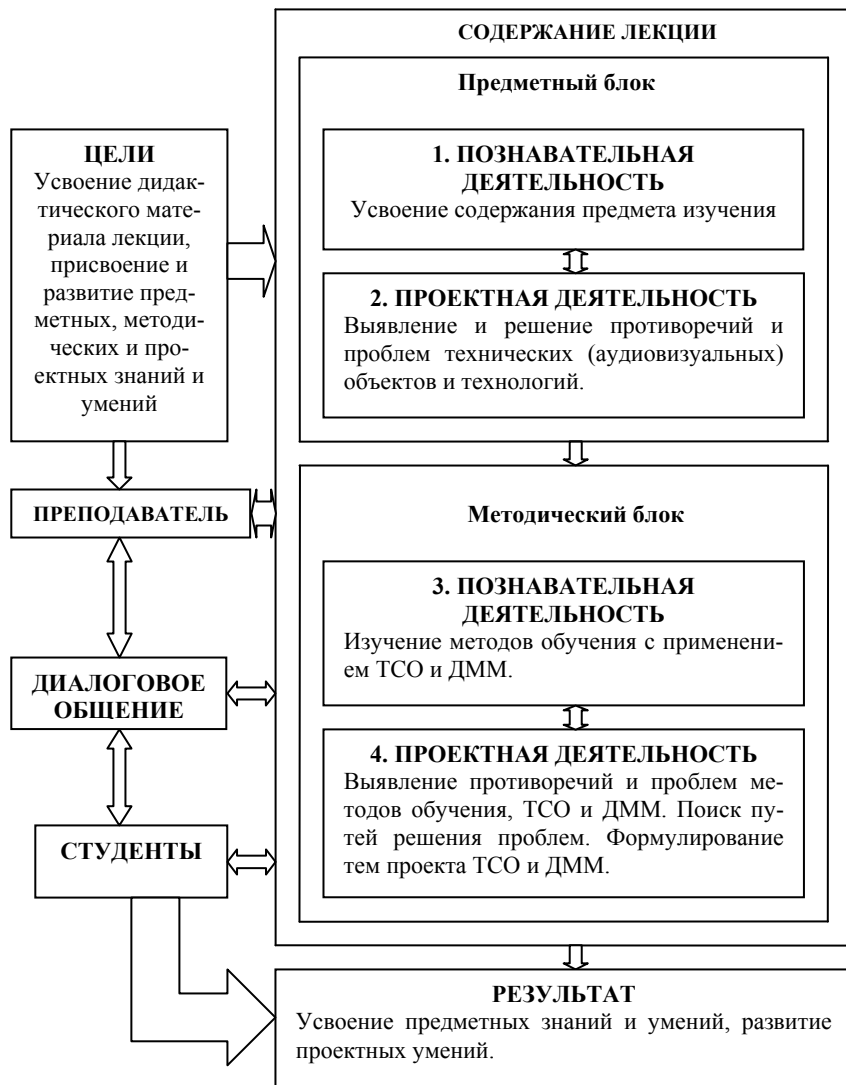 ЦЕЛИ
Усвоение дидак-
тического мате-
риала лекции,
присвоение и
развитие пред-
метных, методи-
ческих и про-
ектных знаний и
умений
ПРЕПОДАВАТЕЛЬ
ДИАЛОГОВОЕ
ОБЩЕНИЕ
СТУДЕНТЫ
СОДЕРЖАНИЕ ЛЕКЦИИ
Предметный блок
1. ПОЗНАВАТЕЛЬНАЯ
ДЕЯТЕЛЬНОСТЬ
Усвоение содержания предмета изучения
2. ПРОЕКТНАЯ ДЕЯТЕЛЬНОСТЬ
Выявление и решение противоречий и
проблем технических (аудиовизуальных)
объектов и технологий.
Методический блок
3. ПОЗНАВАТЕЛЬНАЯ
ДЕЯТЕЛЬНОСТЬ
Изучение методов обучения с применени-
ем ТСО и ДММ.
4. ПРОЕКТНАЯ ДЕЯТЕЛЬНОСТЬ
Выявление противоречий и проблем ме-
тодов обучения, ТСО и ДММ. Поиск пу-
тей решения проблем. Формулирование
тем проекта ТСО и ДММ.
РЕЗУЛЬТАТ
Усвоение предметных знаний и умений, развитие
проектных умений.